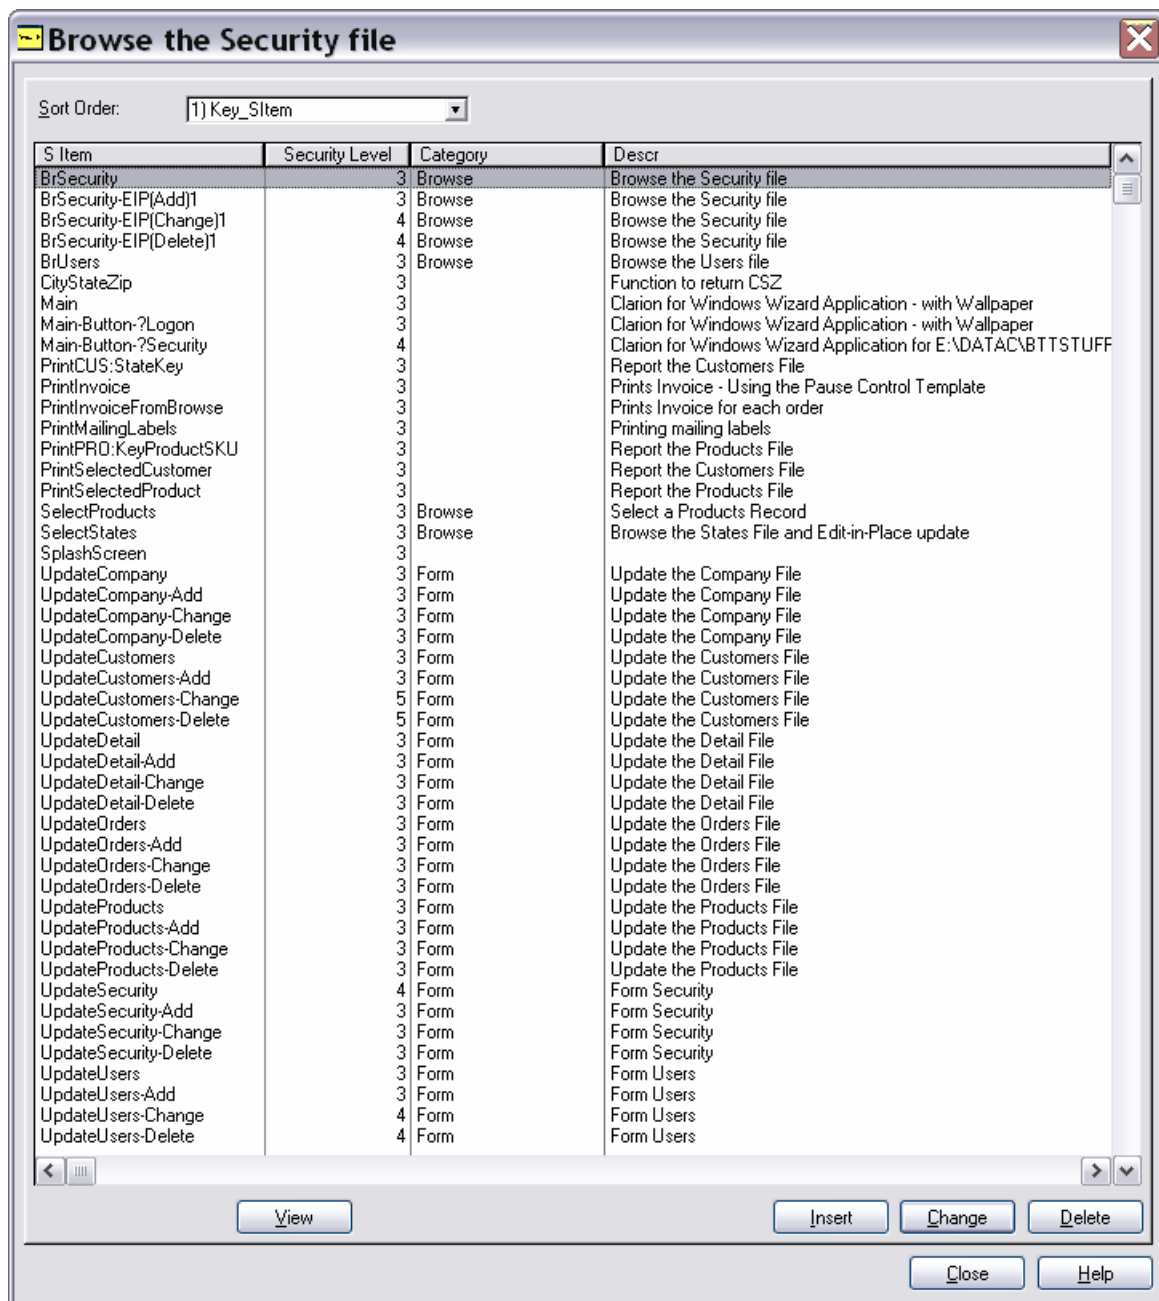 Browse the Security file
Sort Order: 1) Key_SItem
S Item Security Level Category Descr
BrSecurity 3 Browse Browse the Security file
BrSecurity-EIP(Add)1 3 Browse Browse the Security file
BrSecurity-EIP(Change)1 4 Browse Browse the Security file
BrSecurity-EIP(Delete)1 4 Browse Browse the Security file
BrUsers 3 Browse Browse the Users file
CityStateZip 3 Function to return CSZ
Main 3 Clarion for Windows Wizard Application - with Wallpaper
Main-Button-?Logon 3 Clarion for Windows Wizard Application - with Wallpaper
Main-Button-?Security 4 Clarion for Windows Wizard Application for E:\DATAC\BTTSTUFF
PrintCUS:StateKey 3 Report the Customers File
PrintInvoice 3 Prints Invoice - Using the Pause Control Template
PrintInvoiceFromBrowse 3 Prints Invoice for each order
PrintMailingLabels 3 Printing mailing labels
PrintPRO:KeyProductSKU 3 Report the Products File
PrintSelectedCustomer 3 Report the Customers File
PrintSelectedProduct 3 Report the Products File
SelectProducts 3 Browse Select a Products Record
SelectStates 3 Browse Browse the States File and Edit-in-Place update
SplashScreen 3
UpdateCompany 3 Form Update the Company File
UpdateCompany-Add 3 Form Update the Company File
UpdateCompany-Change 3 Form Update the Company File
UpdateCompany-Delete 3 Form Update the Company File
UpdateCustomers 3 Form Update the Customers File
UpdateCustomers-Add 3 Form Update the Customers File
UpdateCustomers-Change 5 Form Update the Customers File
UpdateCustomers-Delete 5 Form Update the Customers File
UpdateDetail 3 Form Update the Detail File
UpdateDetail-Add 3 Form Update the Detail File
UpdateDetail-Change 3 Form Update the Detail File
UpdateDetail-Delete 3 Form Update the Detail File
UpdateOrders 3 Form Update the Orders File
UpdateOrders-Add 3 Form Update the Orders File
UpdateOrders-Change 3 Form Update the Orders File
UpdateOrders-Delete 3 Form Update the Orders File
UpdateProducts 3 Form Update the Products File
UpdateProducts-Add 3 Form Update the Products File
UpdateProducts-Change 3 Form Update the Products File
UpdateProducts-Delete 3 Form Update the Products File
UpdateSecurity 4 Form Form Security
UpdateSecurity-Add 3 Form Form Security
UpdateSecurity-Change 3 Form Form Security
UpdateSecurity-Delete 3 Form Form Security
UpdateUsers 3 Form Form Users
UpdateUsers-Add 3 Form Form Users
UpdateUsers-Change 4 Form Form Users
UpdateUsers-Delete 4 Form Form Users
View Insert Change Delete
Close Help